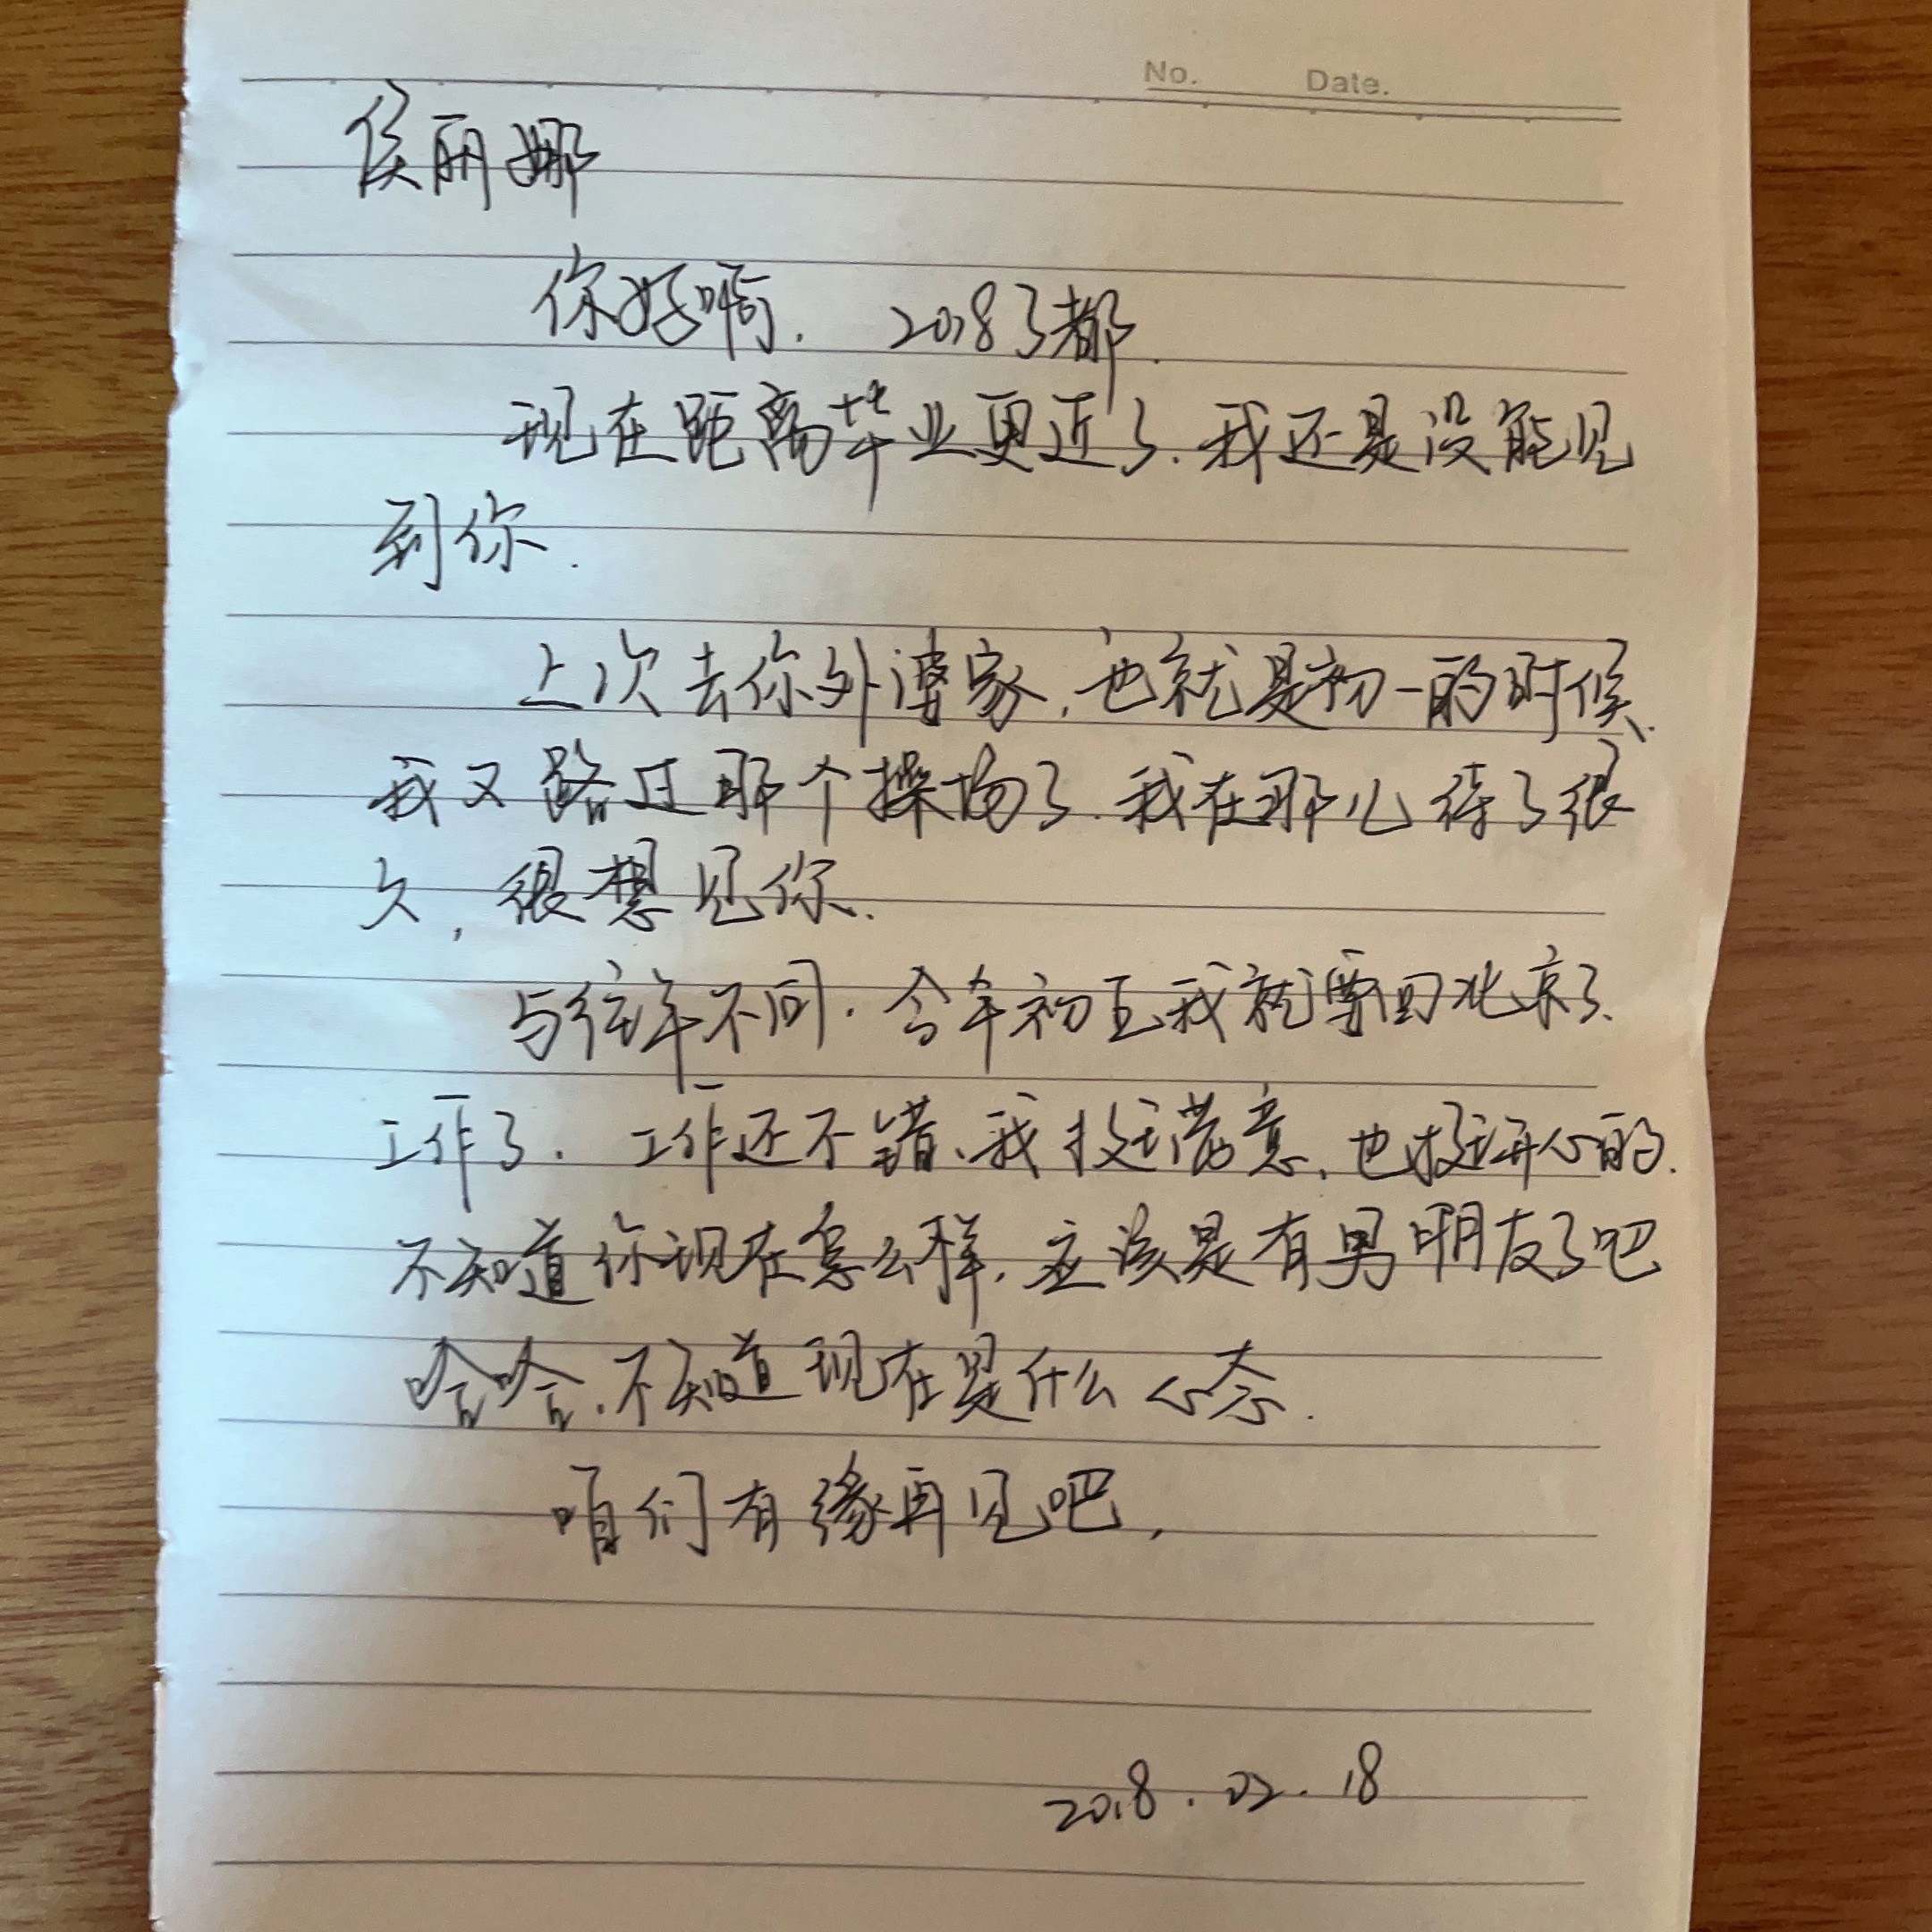 No. Date.
侯丽娜
你好啊. 2018了都.
现在距离毕业更近了.我还是没能见
到你.
上次去你外婆家,也就是初一的时候、
我又路过那个操场了.我在那儿待了很
久,很想见你.
与往年不同.今年初五我就要回北京了、
工作了. 工作还不错、我挺满意,也挺开心的.
不知道你现在怎么样.应该是有男朋友了吧
哈哈.不知道现在是什么心态.
咱们有缘再见吧,
2018.02.18